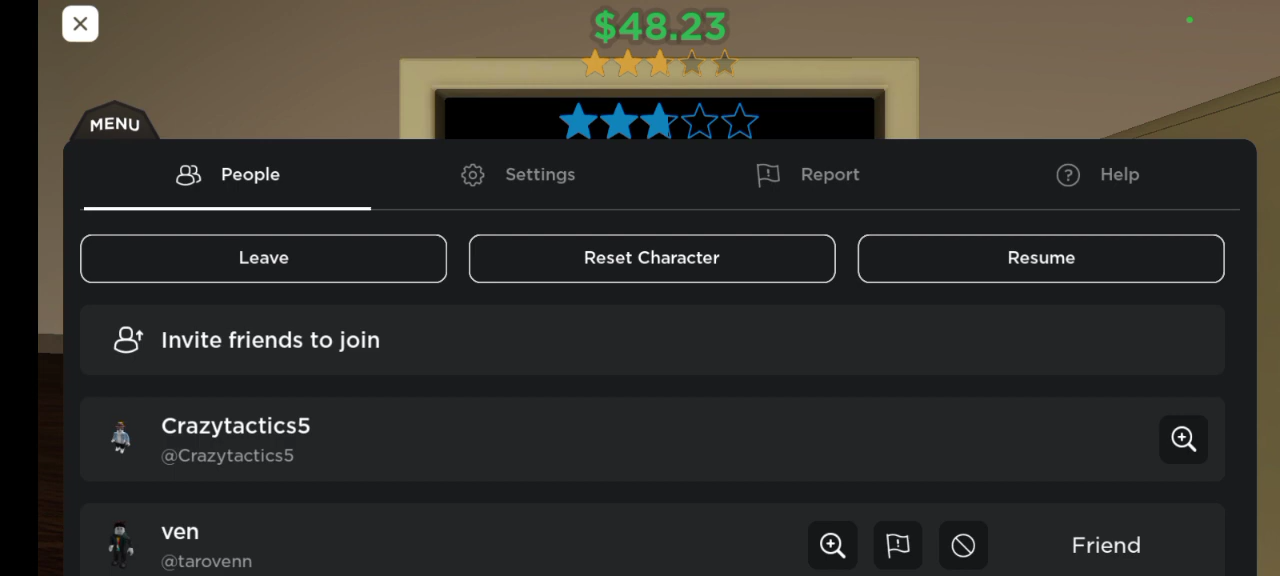 $48.23
MENU
People
Settings
Report
Help
Leave
Reset Character
Resume
Invite friends to join
Crazytactics5
@Crazytactics5
ven
@tarovenn
Friend